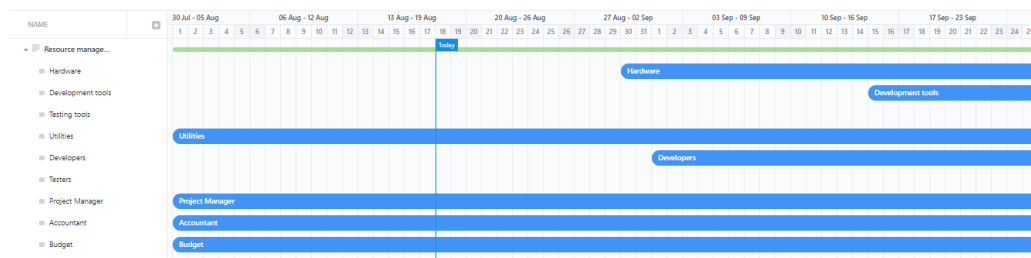 NAME
30 Jul - 05 Aug 06 Aug - 12 Aug 13 Aug - 19 Aug 20 Aug - 26 Aug 27 Aug - 02 Sep 03 Sep - 09 Sep 10 Sep - 16 Sep 17 Sep - 23 Sep
1 2 3 4 5 6 7 8 9 10 11 12 13 14 15 16 17 18 19 20 21 22 23 24 25 26 27 28 29 30 31 1 2 3 4 5 6 7 8 9 10 11 12 13 14 15 16 17 18 19 20 21 22 23 24
Resource manage...
Today
Hardware Hardware
Development tools Development tools
Testing tools
Utilities Utilities
Developers Developers
Testers
Project Manager Project Manager
Accountant Accountant
Budget Budget